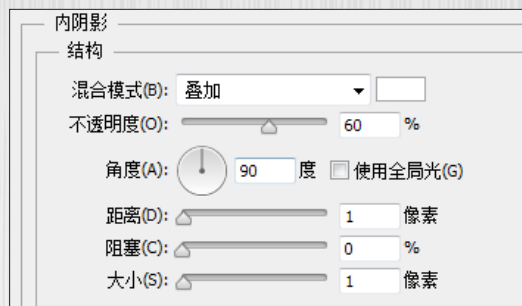 内阴影
结构
混合模式(B): 叠加
不透明度(O): 60 %
角度(A): 90 度 使用全局光(G)
距离(D): 1 像素
阻塞(C): 0 %
大小(S): 1 像素